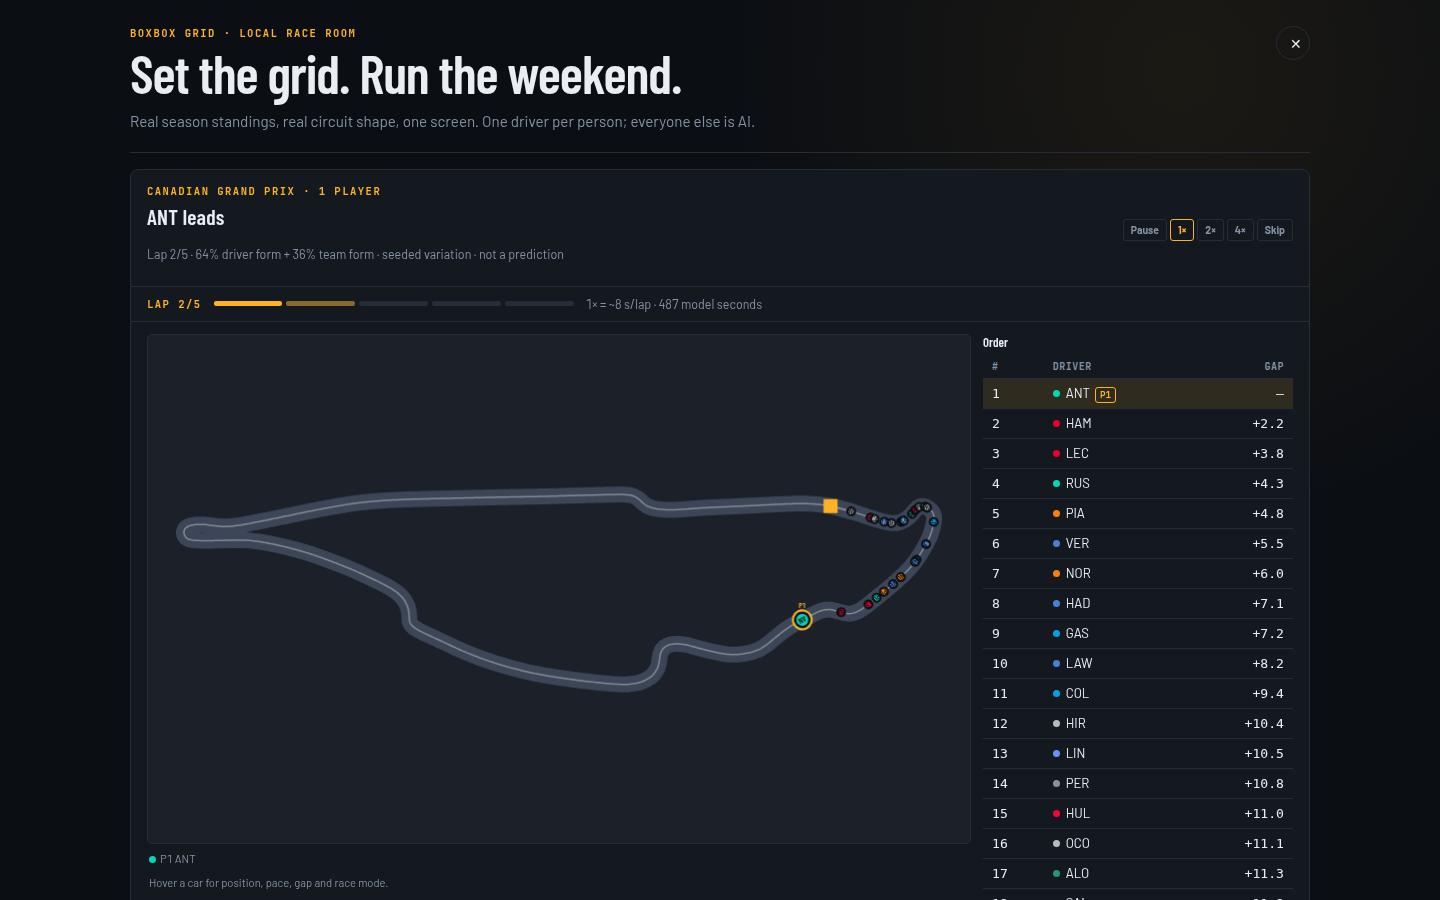 BOXBOX GRID · LOCAL RACE ROOM
Set the grid. Run the weekend.
Real season standings, real circuit shape, one screen. One driver per person; everyone else is AI.
×
CANADIAN GRAND PRIX · 1 PLAYER
ANT leads
Lap 2/5 · 64% driver form + 36% team form · seeded variation · not a prediction
Pause 1× 2× 4× Skip
LAP 2/5
1× = ~8 s/lap · 487 model seconds
P1
P1 ANT
Hover a car for position, pace, gap and race mode.
Order
# DRIVER GAP
1 ANT P1 –
2 HAM +2.2
3 LEC +3.8
4 RUS +4.3
5 PIA +4.8
6 VER +5.5
7 NOR +6.0
8 HAD +7.1
9 GAS +7.2
10 LAW +8.2
11 COL +9.4
12 HIR +10.4
13 LIN +10.5
14 PER +10.8
15 HUL +11.0
16 OCO +11.1
17 ALO +11.3